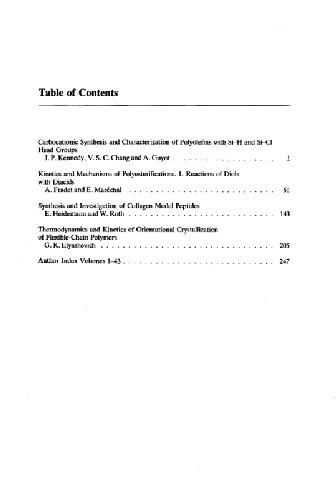 Table of Contents
Carbocationic Synthesis and Characterization of Polyolefins with Si–H and Si–Cl
Head Groups
J. P. Kennedy, V. S. C. Chang and A. Guyot . . . . . . . . . . . . . . . . . . . 1
Kinetics and Mechanisms of Polyesterifications. I. Reactions of Diols
with Diacids
A. Fradet and E. Maréchal . . . . . . . . . . . . . . . . . . . . . . . . . . . 51
Synthesis and Investigation of Collagen Model Peptides
E. Heidemann and W. Roth . . . . . . . . . . . . . . . . . . . . . . . . . . . 143
Thermodynamics and Kinetics of Orientational Crystallization
of Flexible-Chain Polymers
G. K. Elyashevich . . . . . . . . . . . . . . . . . . . . . . . . . . . . . . . 205
Author Index Volumes 1–43 . . . . . . . . . . . . . . . . . . . . . . . . . . . 247